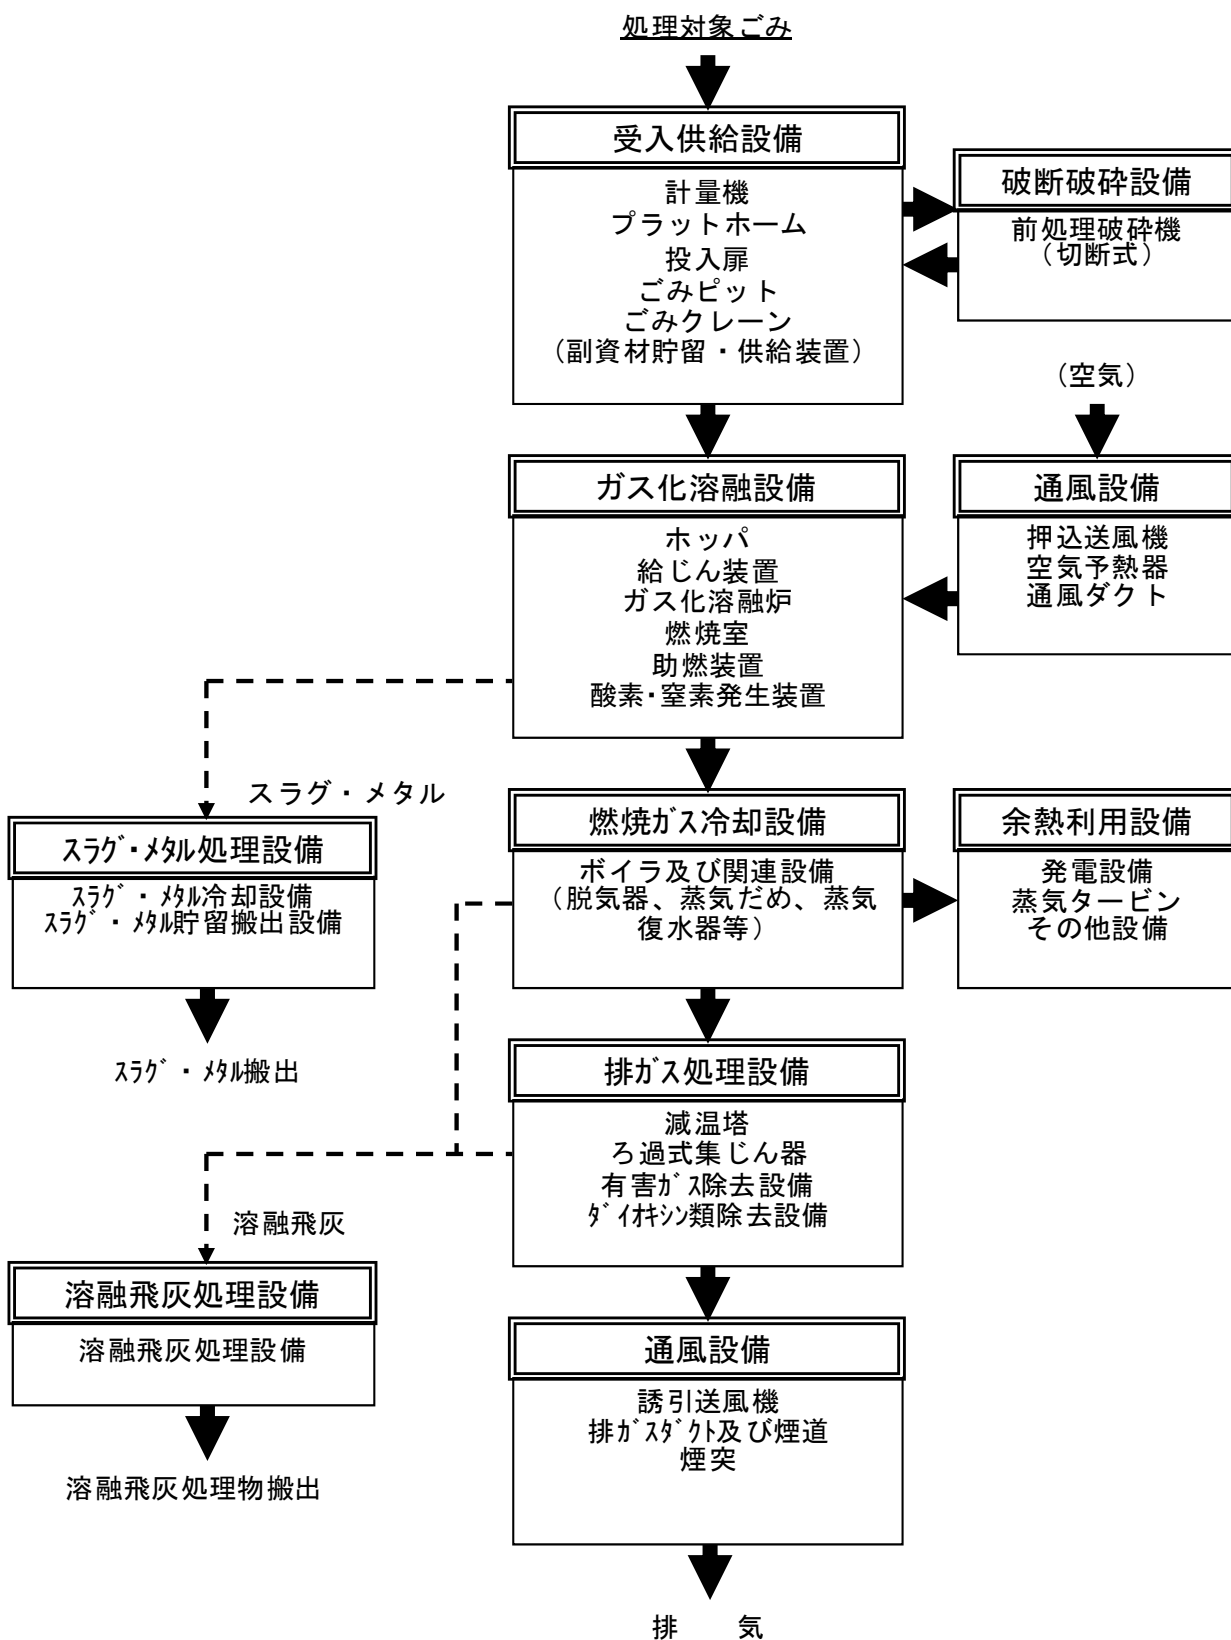 処理対象ごみ
受入供給設備
計量機
プラットホーム
投入扉
ごみピット
ごみクレーン
（副資材貯留・供給装置）
破断破砕設備
前処理破砕機
（切断式）
（空気）
ガス化溶融設備
ホッパ
給じん装置
ガス化溶融炉
燃焼室
助燃装置
酸素･窒素発生装置
通風設備
押込送風機
空気予熱器
通風ダクト
スラグ・メタル
ｽﾗｸﾞ･ﾒﾀﾙ処理設備
ｽﾗｸﾞ・ﾒﾀﾙ冷却設備
ｽﾗｸﾞ・ﾒﾀﾙ貯留搬出設備
ｽﾗｸﾞ・ﾒﾀﾙ搬出
燃焼ｶﾞｽ冷却設備
ボイラ及び関連設備
（脱気器、蒸気だめ、蒸気
復水器等）
余熱利用設備
発電設備
蒸気タービン
その他設備
排ｶﾞｽ処理設備
減温塔
ろ過式集じん器
有害ｶﾞｽ除去設備
ﾀﾞｲｵｷｼﾝ類除去設備
溶融飛灰
溶融飛灰処理設備
溶融飛灰処理設備
溶融飛灰処理物搬出
通風設備
誘引送風機
排ｶﾞｽﾀﾞｸﾄ及び煙道
煙突
排　　気